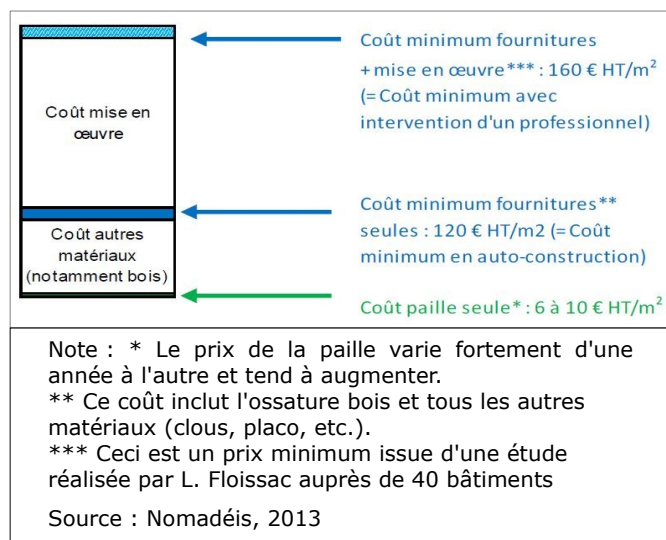 Coût mise en
œuvre
Coût autres
matériaux
(notamment bois)
Coût minimum fournitures
+ mise en œuvre*** : 160 € HT/m²
(= Coût minimum avec
intervention d'un professionnel)
Coût minimum fournitures**
seules : 120 € HT/m2 (= Coût
minimum en auto-construction)
Coût paille seule* : 6 à 10 € HT/m²
Note : * Le prix de la paille varie fortement d'une
année à l'autre et tend à augmenter.
** Ce coût inclut l'ossature bois et tous les autres
matériaux (clous, placo, etc.).
*** Ceci est un prix minimum issue d'une étude
réalisée par L. Floissac auprès de 40 bâtiments
Source : Nomadéis, 2013